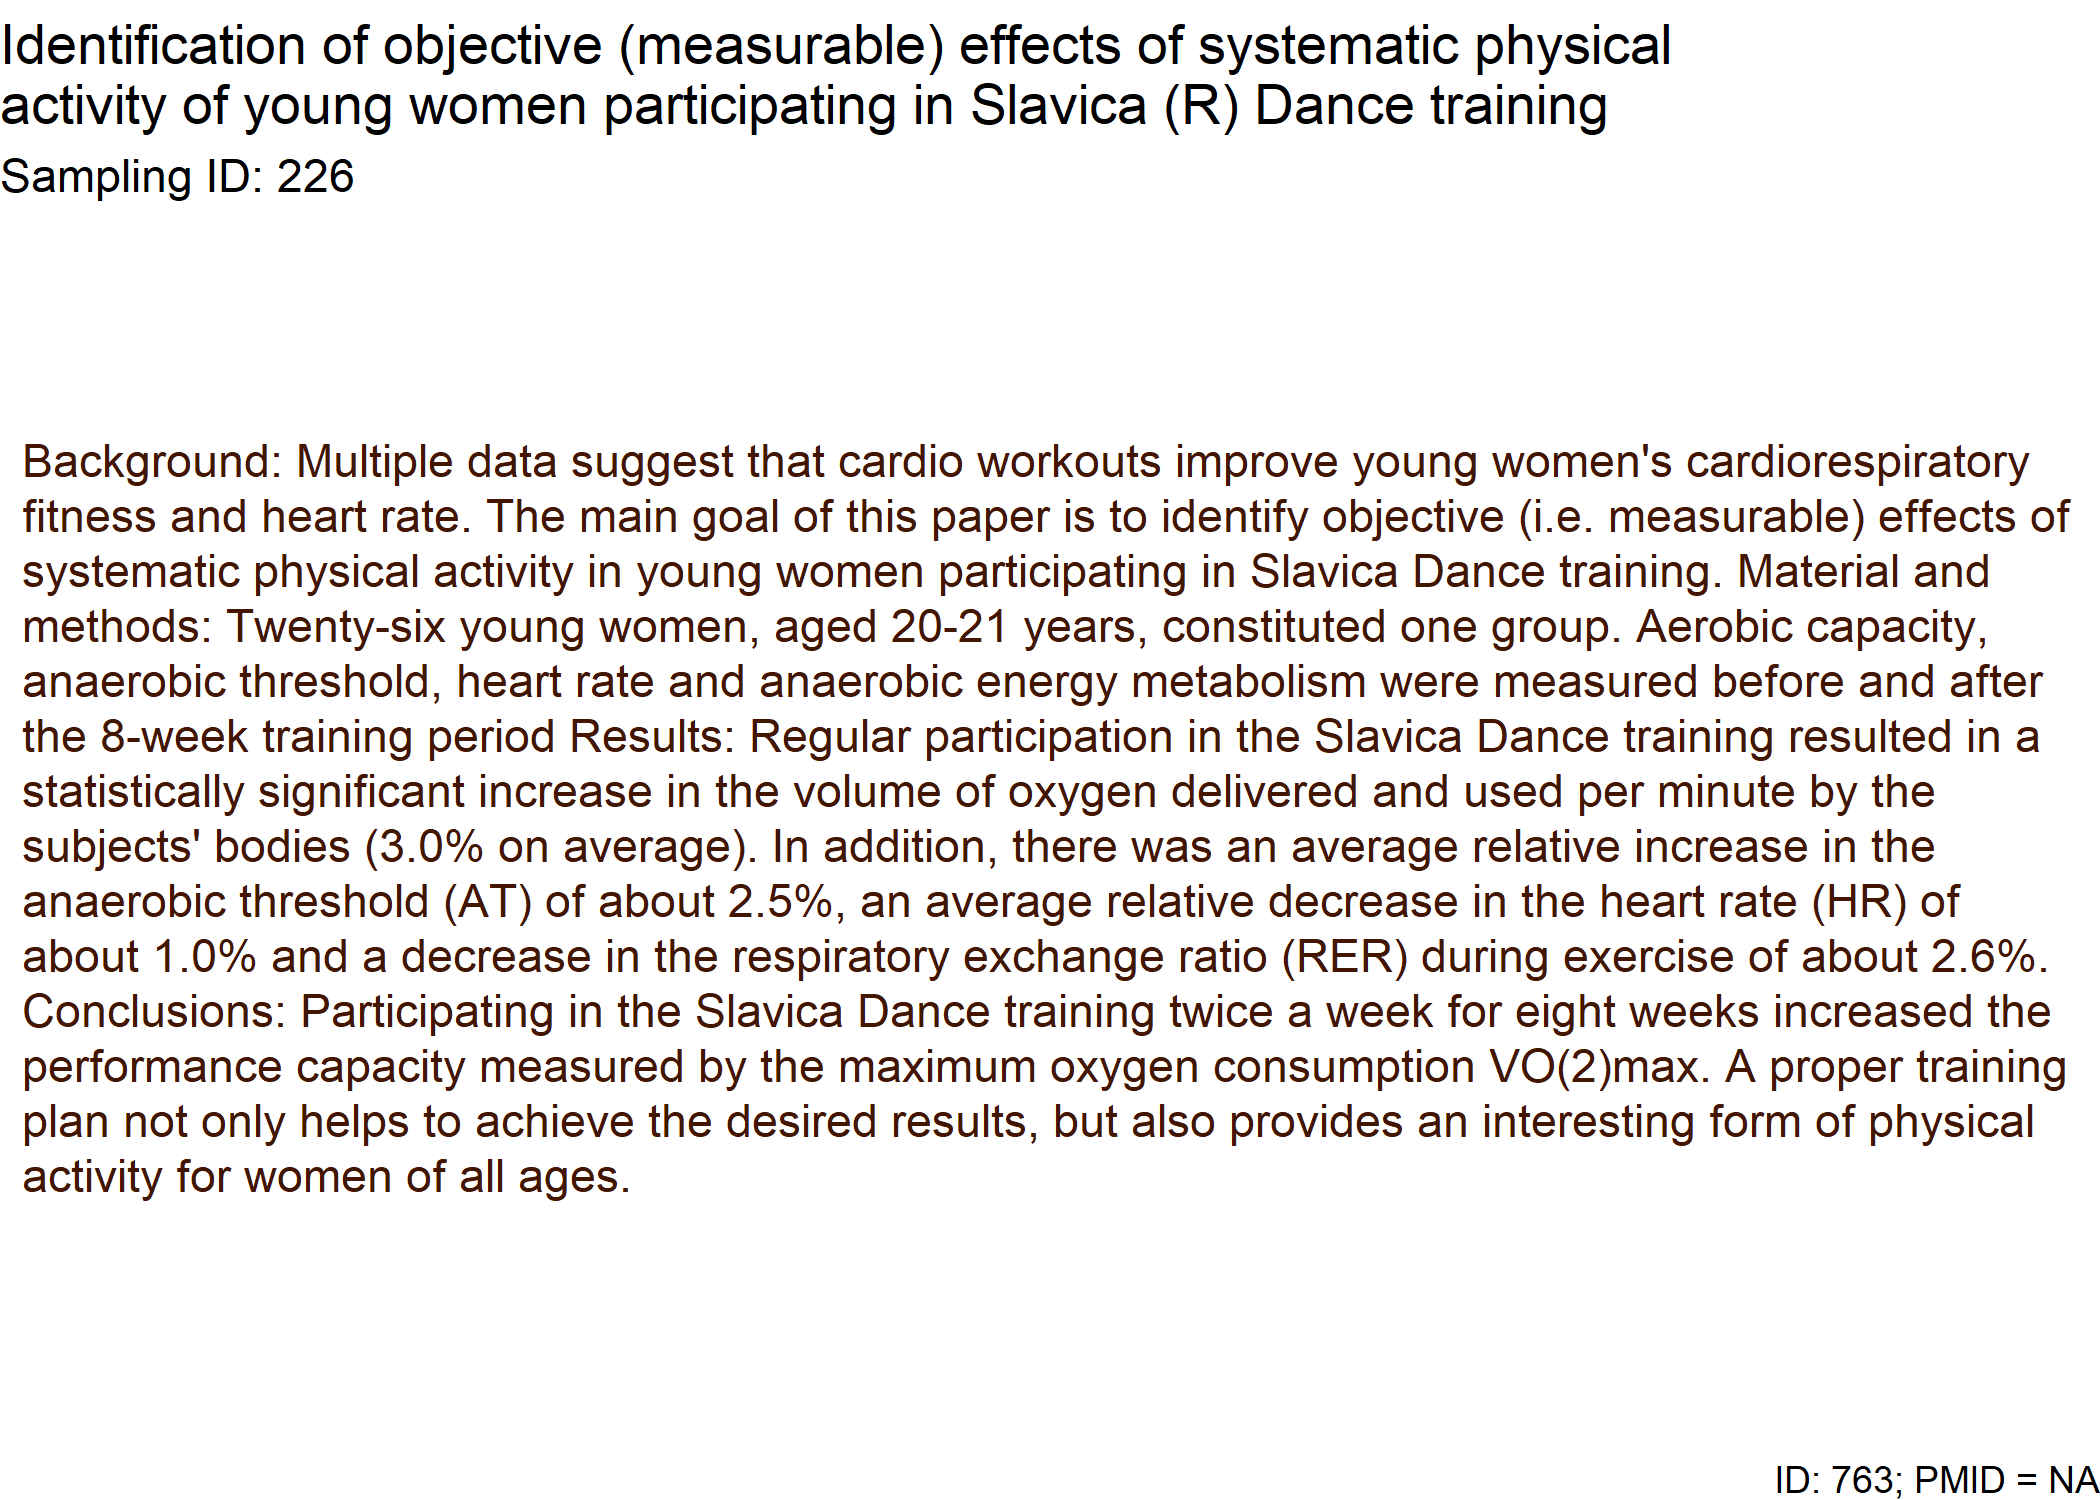 Identification of objective (measurable) effects of systematic physical
activity of young women participating in Slavica (R) Dance training
Sampling ID: 226
Background: Multiple data suggest that cardio workouts improve young women's cardiorespiratory
fitness and heart rate. The main goal of this paper is to identify objective (i.e. measurable) effects of
systematic physical activity in young women participating in Slavica Dance training. Material and
methods: Twenty-six young women, aged 20-21 years, constituted one group. Aerobic capacity,
anaerobic threshold, heart rate and anaerobic energy metabolism were measured before and after
the 8-week training period Results: Regular participation in the Slavica Dance training resulted in a
statistically significant increase in the volume of oxygen delivered and used per minute by the
subjects' bodies (3.0% on average). In addition, there was an average relative increase in the
anaerobic threshold (AT) of about 2.5%, an average relative decrease in the heart rate (HR) of
about 1.0% and a decrease in the respiratory exchange ratio (RER) during exercise of about 2.6%.
Conclusions: Participating in the Slavica Dance training twice a week for eight weeks increased the
performance capacity measured by the maximum oxygen consumption VO(2)max. A proper training
plan not only helps to achieve the desired results, but also provides an interesting form of physical
activity for women of all ages.
ID: 763; PMID = NA